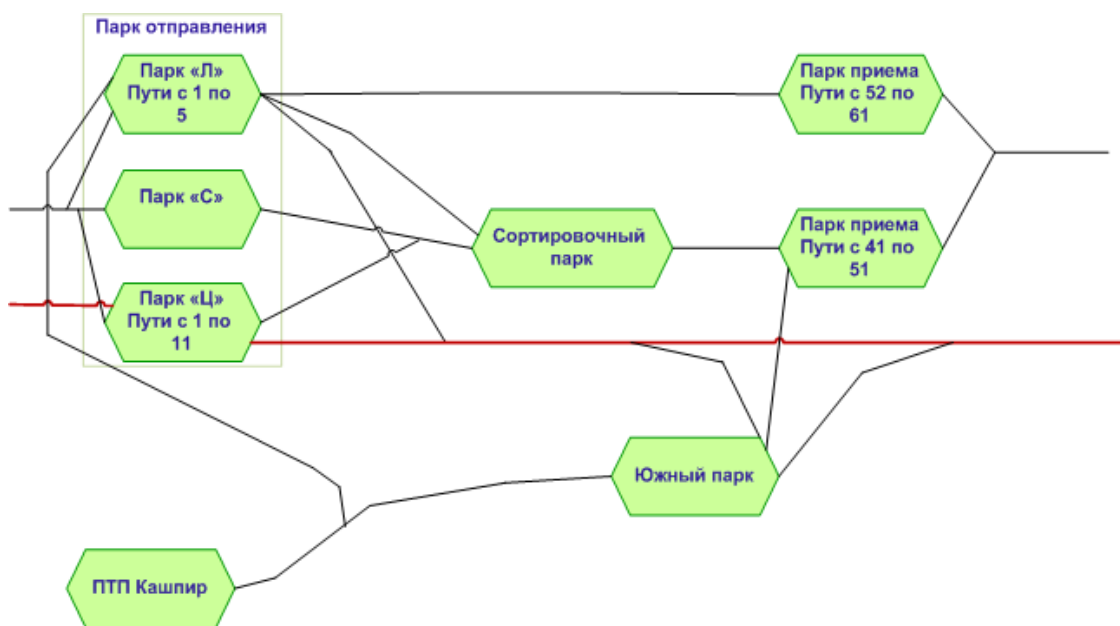 Парк отправления
Парк «Л»
Пути с 1 по
5
Парк приема
Пути с 52 по
61
Парк «С»
Сортировочный
парк
Парк приема
Пути с 41 по
51
Парк «Ц»
Пути с 1 по
11
Южный парк
ПТП Кашпир